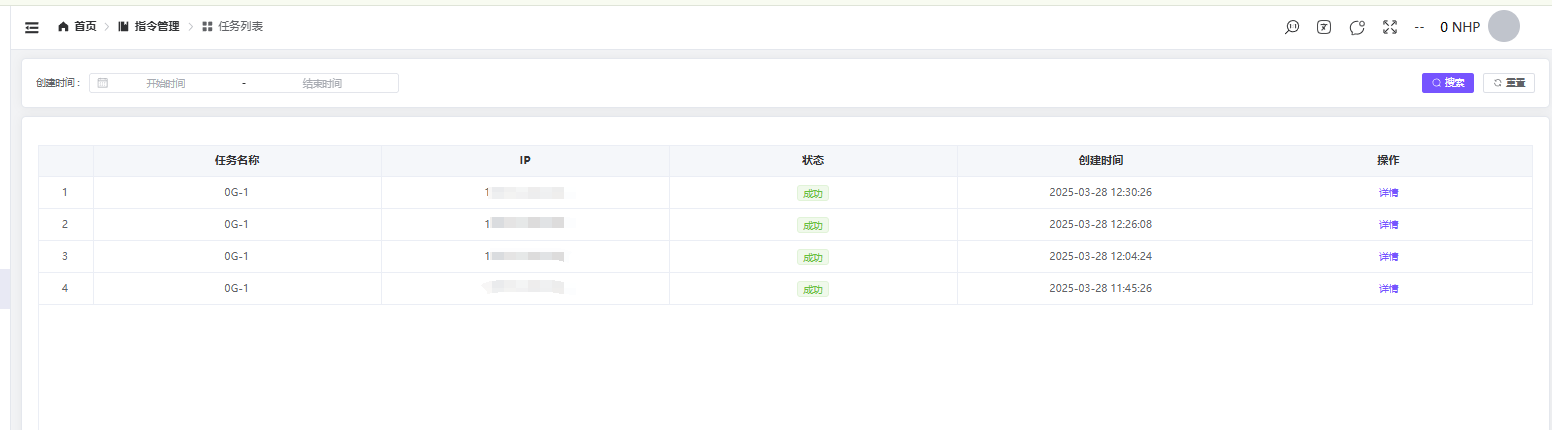 首页 指令管理 任务列表 -- 0 NHP
创建时间： 开始时间 - 结束时间 搜索 重置
任务名称 IP 状态 创建时间 操作
1 0G-1 1 成功 2025-03-28 12:30:26 详情
2 0G-1 1 成功 2025-03-28 12:26:08 详情
3 0G-1 1 成功 2025-03-28 12:04:24 详情
4 0G-1 成功 2025-03-28 11:45:26 详情